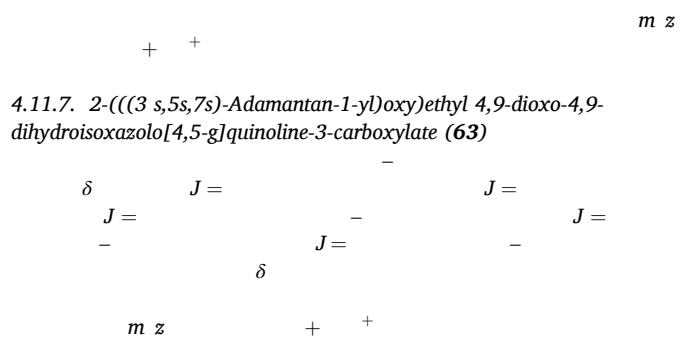 m z
+ +
4.11.7. 2-(((3 s,5s,7s)-Adamantan-1-yl)oxy)ethyl 4,9-dioxo-4,9-
dihydroisoxazolo[4,5-g]quinoline-3-carboxylate (63)
−
δ J = J =
J = − J =
− J = −
δ
m z + +